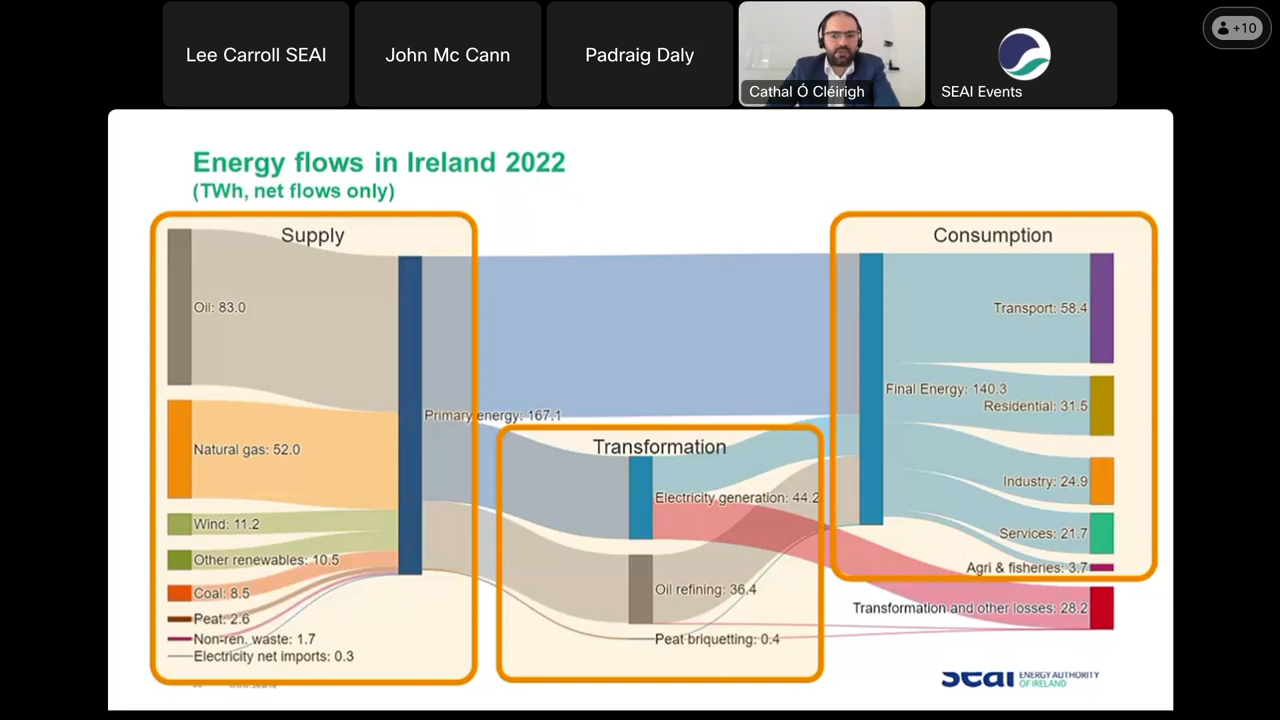 Lee Carroll SEAI
John Mc Cann
Padraig Daly
Cathal Ó Cléirigh
SEAI Events
+10
Energy flows in Ireland 2022
(TWh, net flows only)
Supply
Oil: 83.0
Natural gas: 52.0
Wind: 11.2
Other renewables: 10.5
Coal: 8.5
Peat: 2.6
Non-ren. waste: 1.7
Electricity net imports: 0.3
Primary energy: 167.1
Transformation
Electricity generation: 44.2
Oil refining: 36.4
Peat briquetting: 0.4
Consumption
Final Energy: 140.3
Transport: 58.4
Residential: 31.5
Industry: 24.9
Services: 21.7
Agri & fisheries: 3.7
Transformation and other losses: 28.2
seai ENERGY AUTHORITY
OF IRELAND